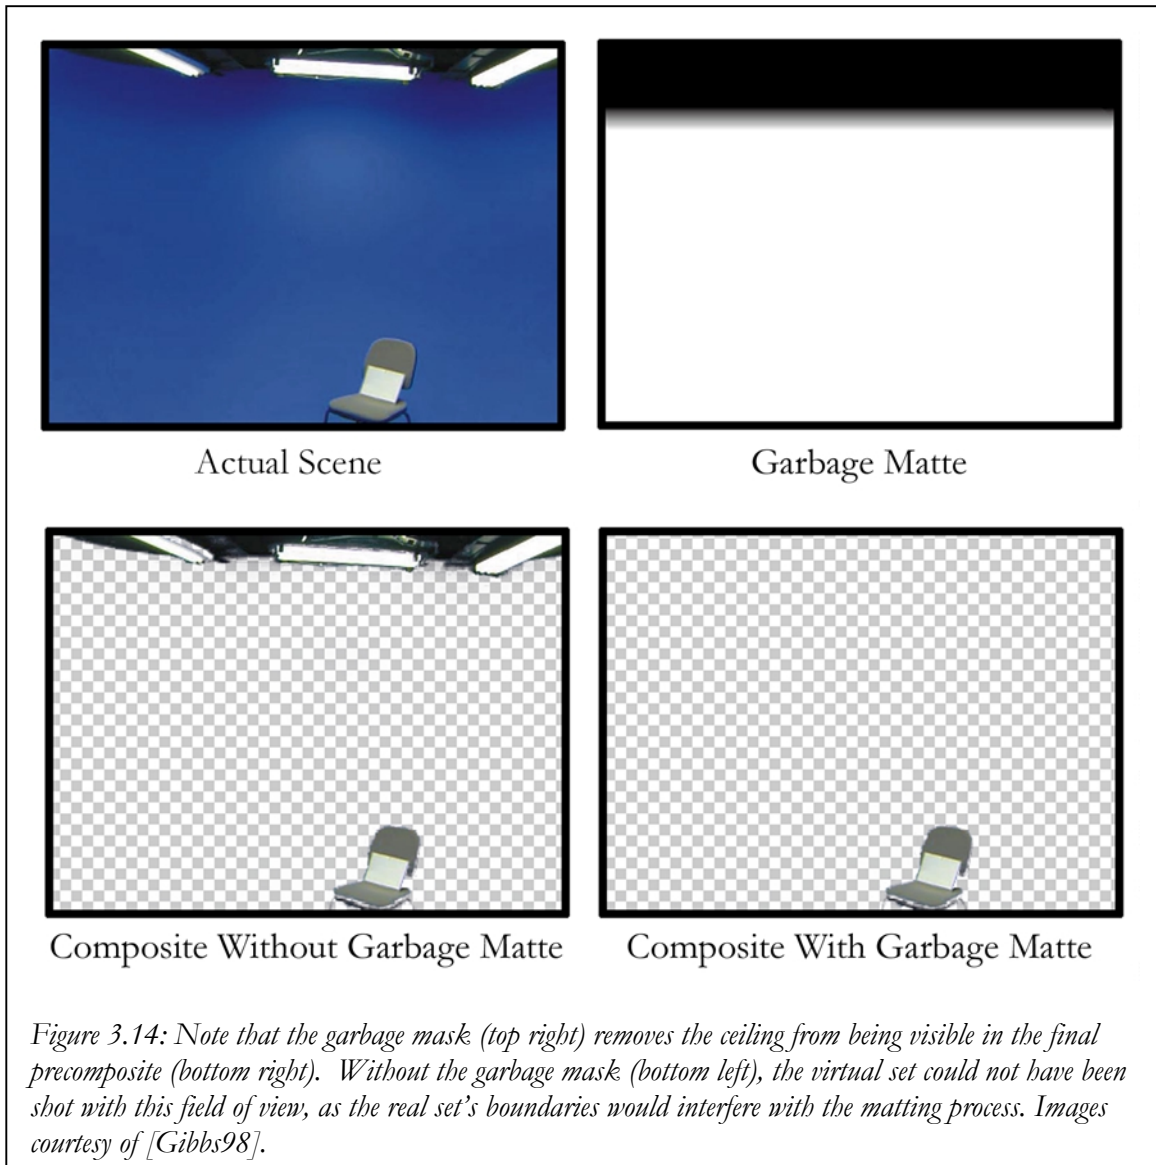 Actual Scene
Garbage Matte
Composite Without Garbage Matte
Composite With Garbage Matte
Figure 3.14: Note that the garbage mask (top right) removes the ceiling from being visible in the final
precomposite (bottom right).  Without the garbage mask (bottom left), the virtual set could not have been
shot with this field of view, as the real set’s boundaries would interfere with the matting process. Images
courtesy of [Gibbs98].